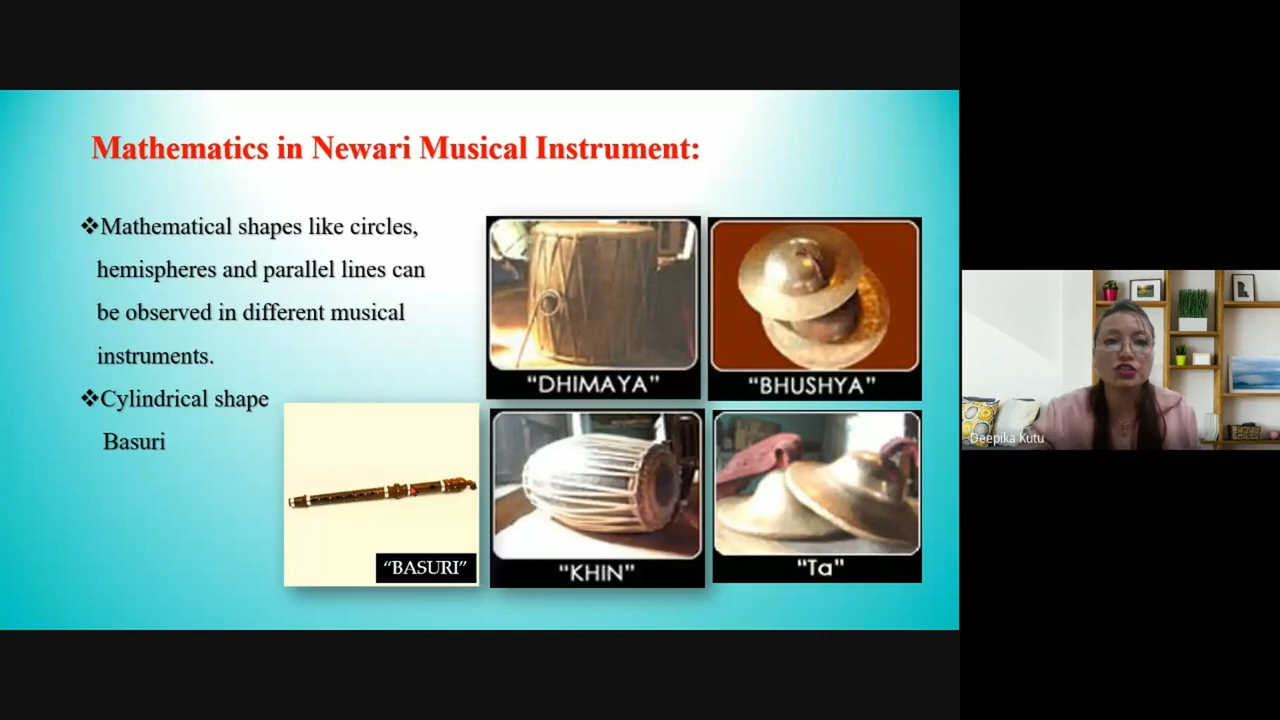 Mathematics in Newari Musical Instrument:
❖Mathematical shapes like circles,
hemispheres and parallel lines can
be observed in different musical
instruments.
❖Cylindrical shape
Basuri
"BASURI"
"DHIMAYA"
"BHUSHYA"
"KHIN"
"Ta"
Deepika Kutu